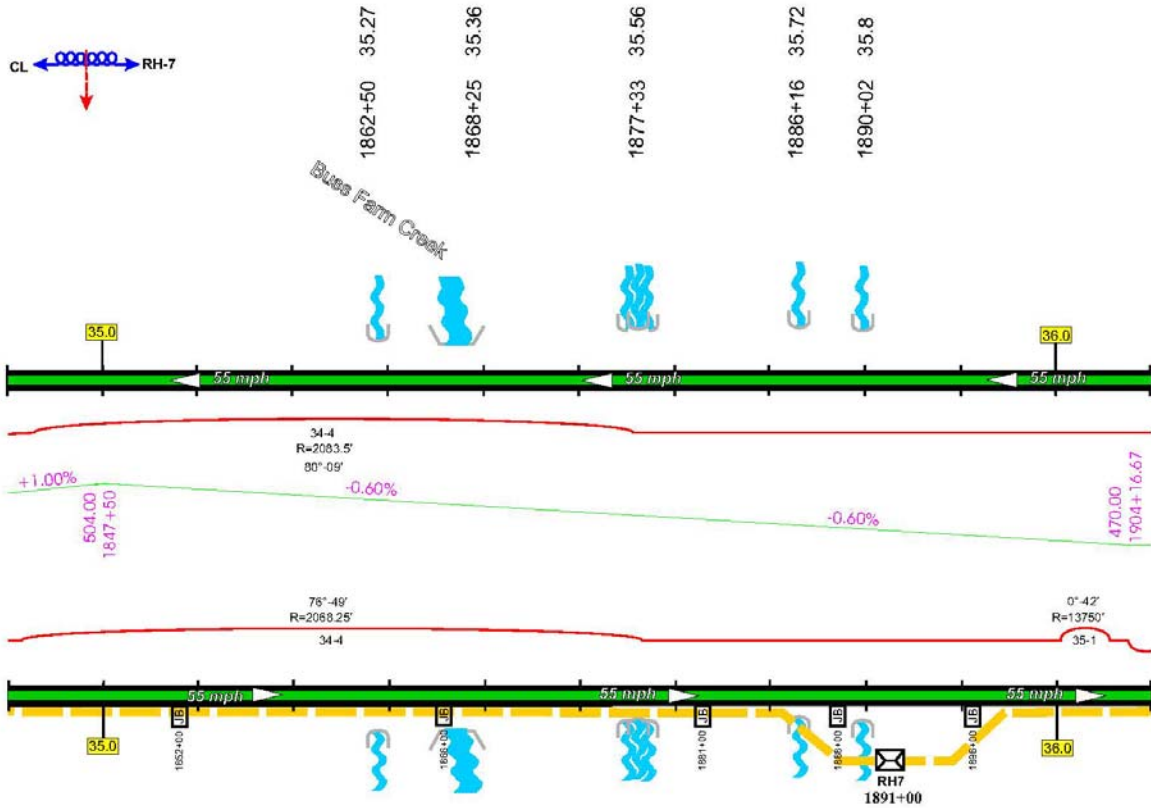 35.27
35.36
35.56
35.72
35.8
1862+50
1868+25
1877+33
1886+16
1890+02
CL
RH-7
Buss Farm Creek
35.0
36.0
55 mph
55 mph
55 mph
34-4
R=2083.5'
80°-09'
+1.00%
-0.60%
-0.60%
504.00
1847+50
470.00
1904+16.67
76°-49'
R=2068.25'
34-4
0°-42'
R=13750'
35-1
55 mph
55 mph
55 mph
JB
JB
JB
JB
JB
35.0
1852+00
1866+00
1881+00
1888+00
1896+00
36.0
RH7
1891+00